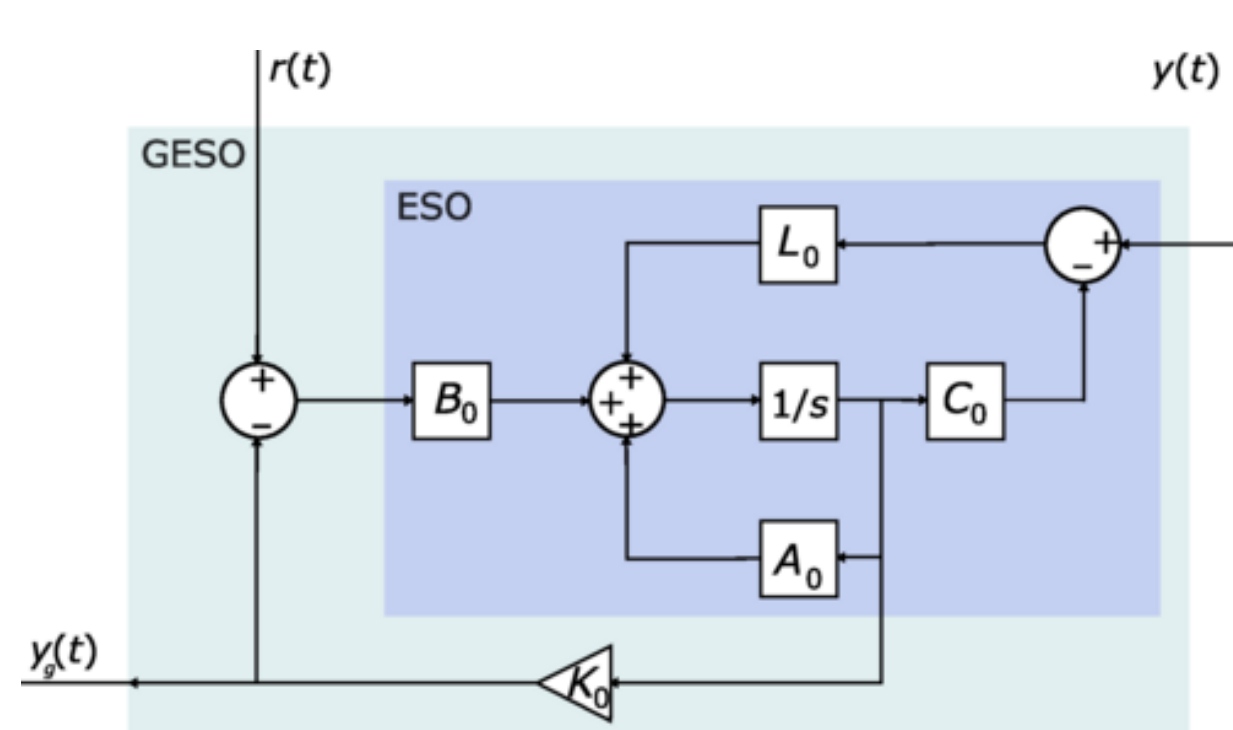 r(t)
y(t)
GESO
ESO
L₀
+
−
+
−
B₀
+
+
+
1/s
C₀
A₀
y_g(t)
K₀